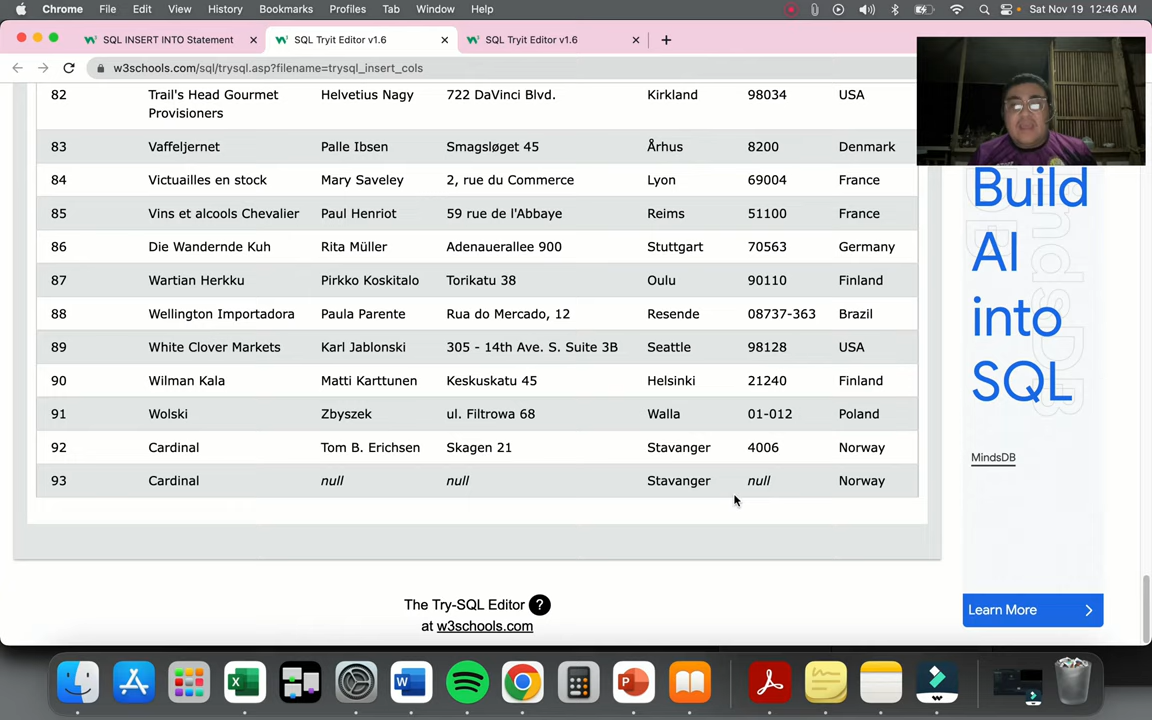 Chrome File Edit View History Bookmarks Profiles Tab Window Help Sat Nov 19 12:46 AM
SQL INSERT INTO Statement SQL Tryit Editor v1.6 SQL Tryit Editor v1.6
w3schools.com/sql/trysql.asp?filename=trysql_insert_cols
82 Trail's Head Gourmet Helvetius Nagy 722 DaVinci Blvd. Kirkland 98034 USA
Provisioners
83 Vaffeljernet Palle Ibsen Smagsløget 45 Århus 8200 Denmark
84 Victuailles en stock Mary Saveley 2, rue du Commerce Lyon 69004 France
85 Vins et alcools Chevalier Paul Henriot 59 rue de l'Abbaye Reims 51100 France
86 Die Wandernde Kuh Rita Müller Adenauerallee 900 Stuttgart 70563 Germany
87 Wartian Herkku Pirkko Koskitalo Torikatu 38 Oulu 90110 Finland
88 Wellington Importadora Paula Parente Rua do Mercado, 12 Resende 08737-363 Brazil
89 White Clover Markets Karl Jablonski 305 - 14th Ave. S. Suite 3B Seattle 98128 USA
90 Wilman Kala Matti Karttunen Keskuskatu 45 Helsinki 21240 Finland
91 Wolski Zbyszek ul. Filtrowa 68 Walla 01-012 Poland
92 Cardinal Tom B. Erichsen Skagen 21 Stavanger 4006 Norway
93 Cardinal null null Stavanger null Norway
Build
AI
into
SQL
MindsDB
Learn More
The Try-SQL Editor ?
at w3schools.com